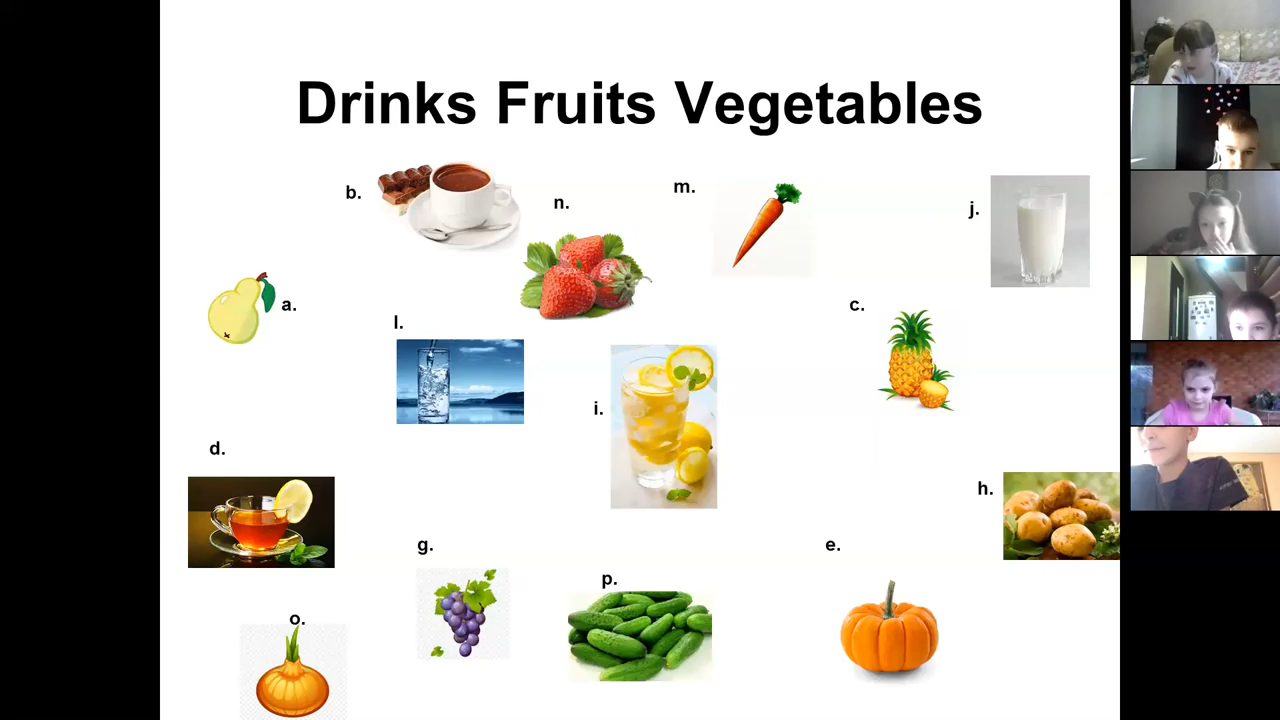 Drinks Fruits Vegetables
b.
n.
m.
j.
a.
l.
c.
i.
d.
h.
g.
e.
p.
o.